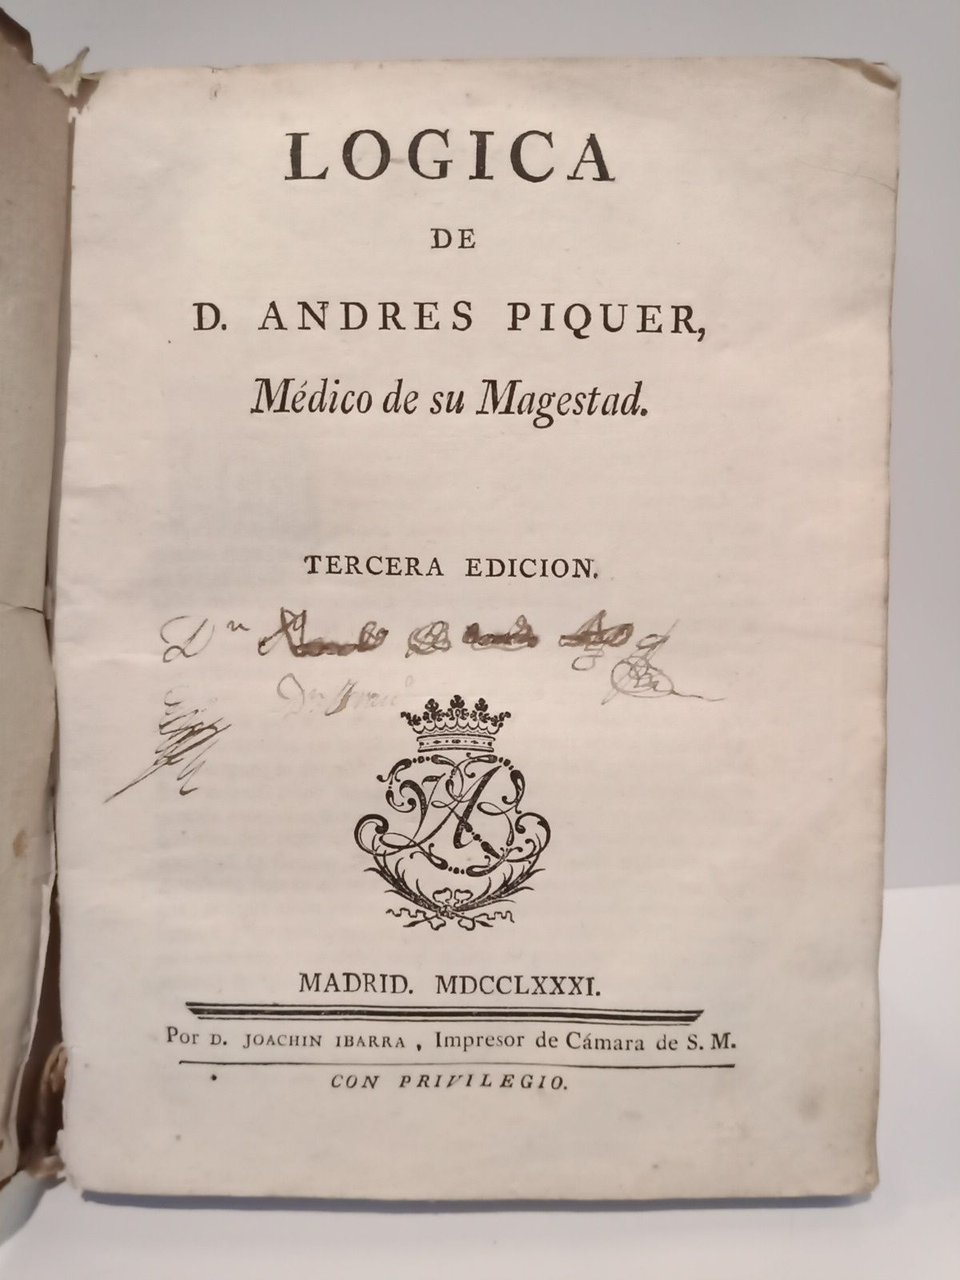 LOGICA
DE
D. ANDRES PIQUER,
Médico de su Magestad.
TERCERA EDICION.
Dn
MADRID. MDCCLXXXI.
Por D. JOACHIN IBARRA, Impresor de Cámara de S. M.
CON PRIVILEGIO.